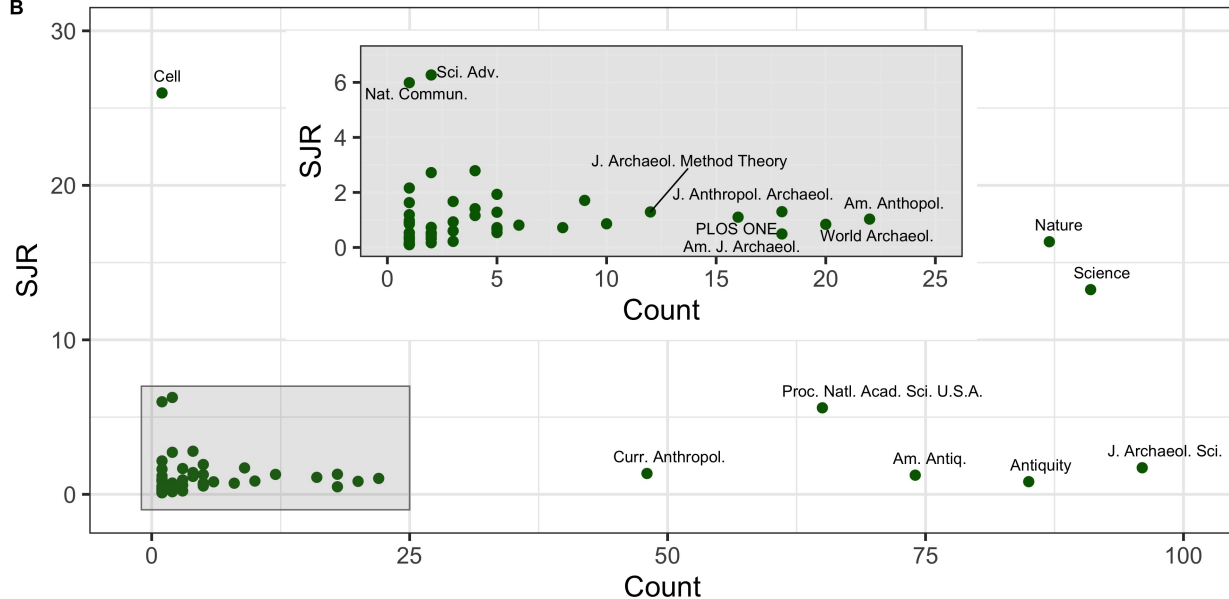 B
30
Cell
Sci. Adv.
6
Nat. Commun.
4
SJR
J. Archaeol. Method Theory
2
J. Anthropol. Archaeol.
Am. Anthopol.
PLOS ONE
World Archaeol.
0
Am. J. Archaeol.
0 5 10 15 20 25
Count
20
Nature
Science
SJR
10
Proc. Natl. Acad. Sci. U.S.A.
Curr. Anthropol.
Am. Antiq.
Antiquity
J. Archaeol. Sci.
0
0 25 50 75 100
Count